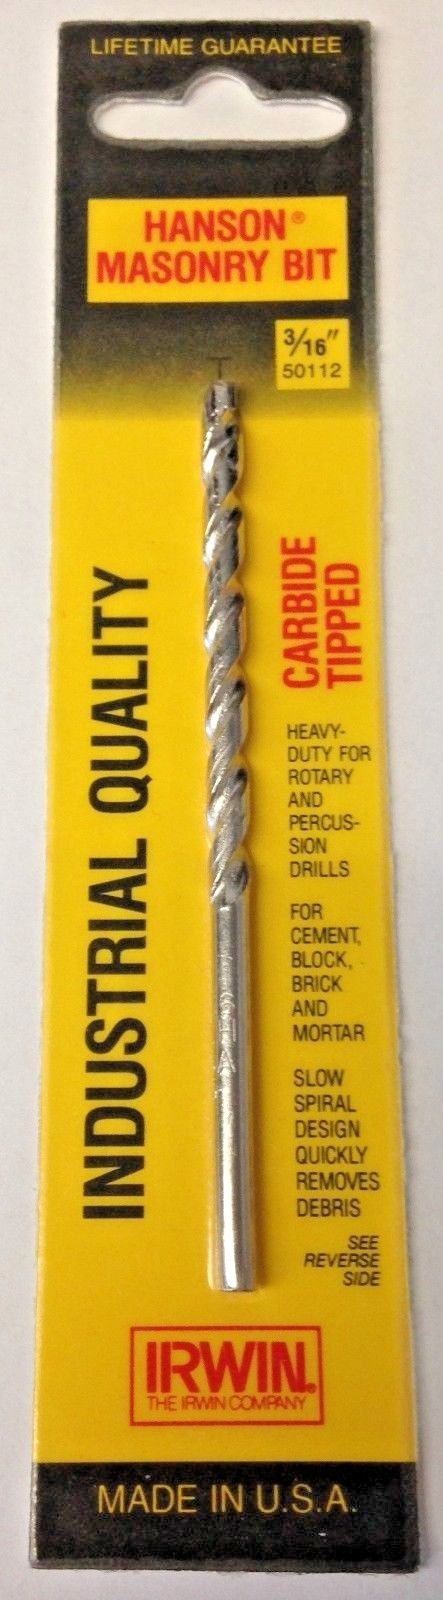 LIFETIME GUARANTEE
HANSON®
MASONRY BIT
3/16"
50112
INDUSTRIAL QUALITY
CARBIDE
TIPPED
HEAVY-
DUTY FOR
ROTARY
AND
PERCUS-
SION
DRILLS
FOR
CEMENT,
BLOCK,
BRICK
AND
MORTAR
SLOW
SPIRAL
DESIGN
QUICKLY
REMOVES
DEBRIS
SEE
REVERSE
SIDE
IRWIN®
THE IRWIN COMPANY
MADE IN U.S.A.